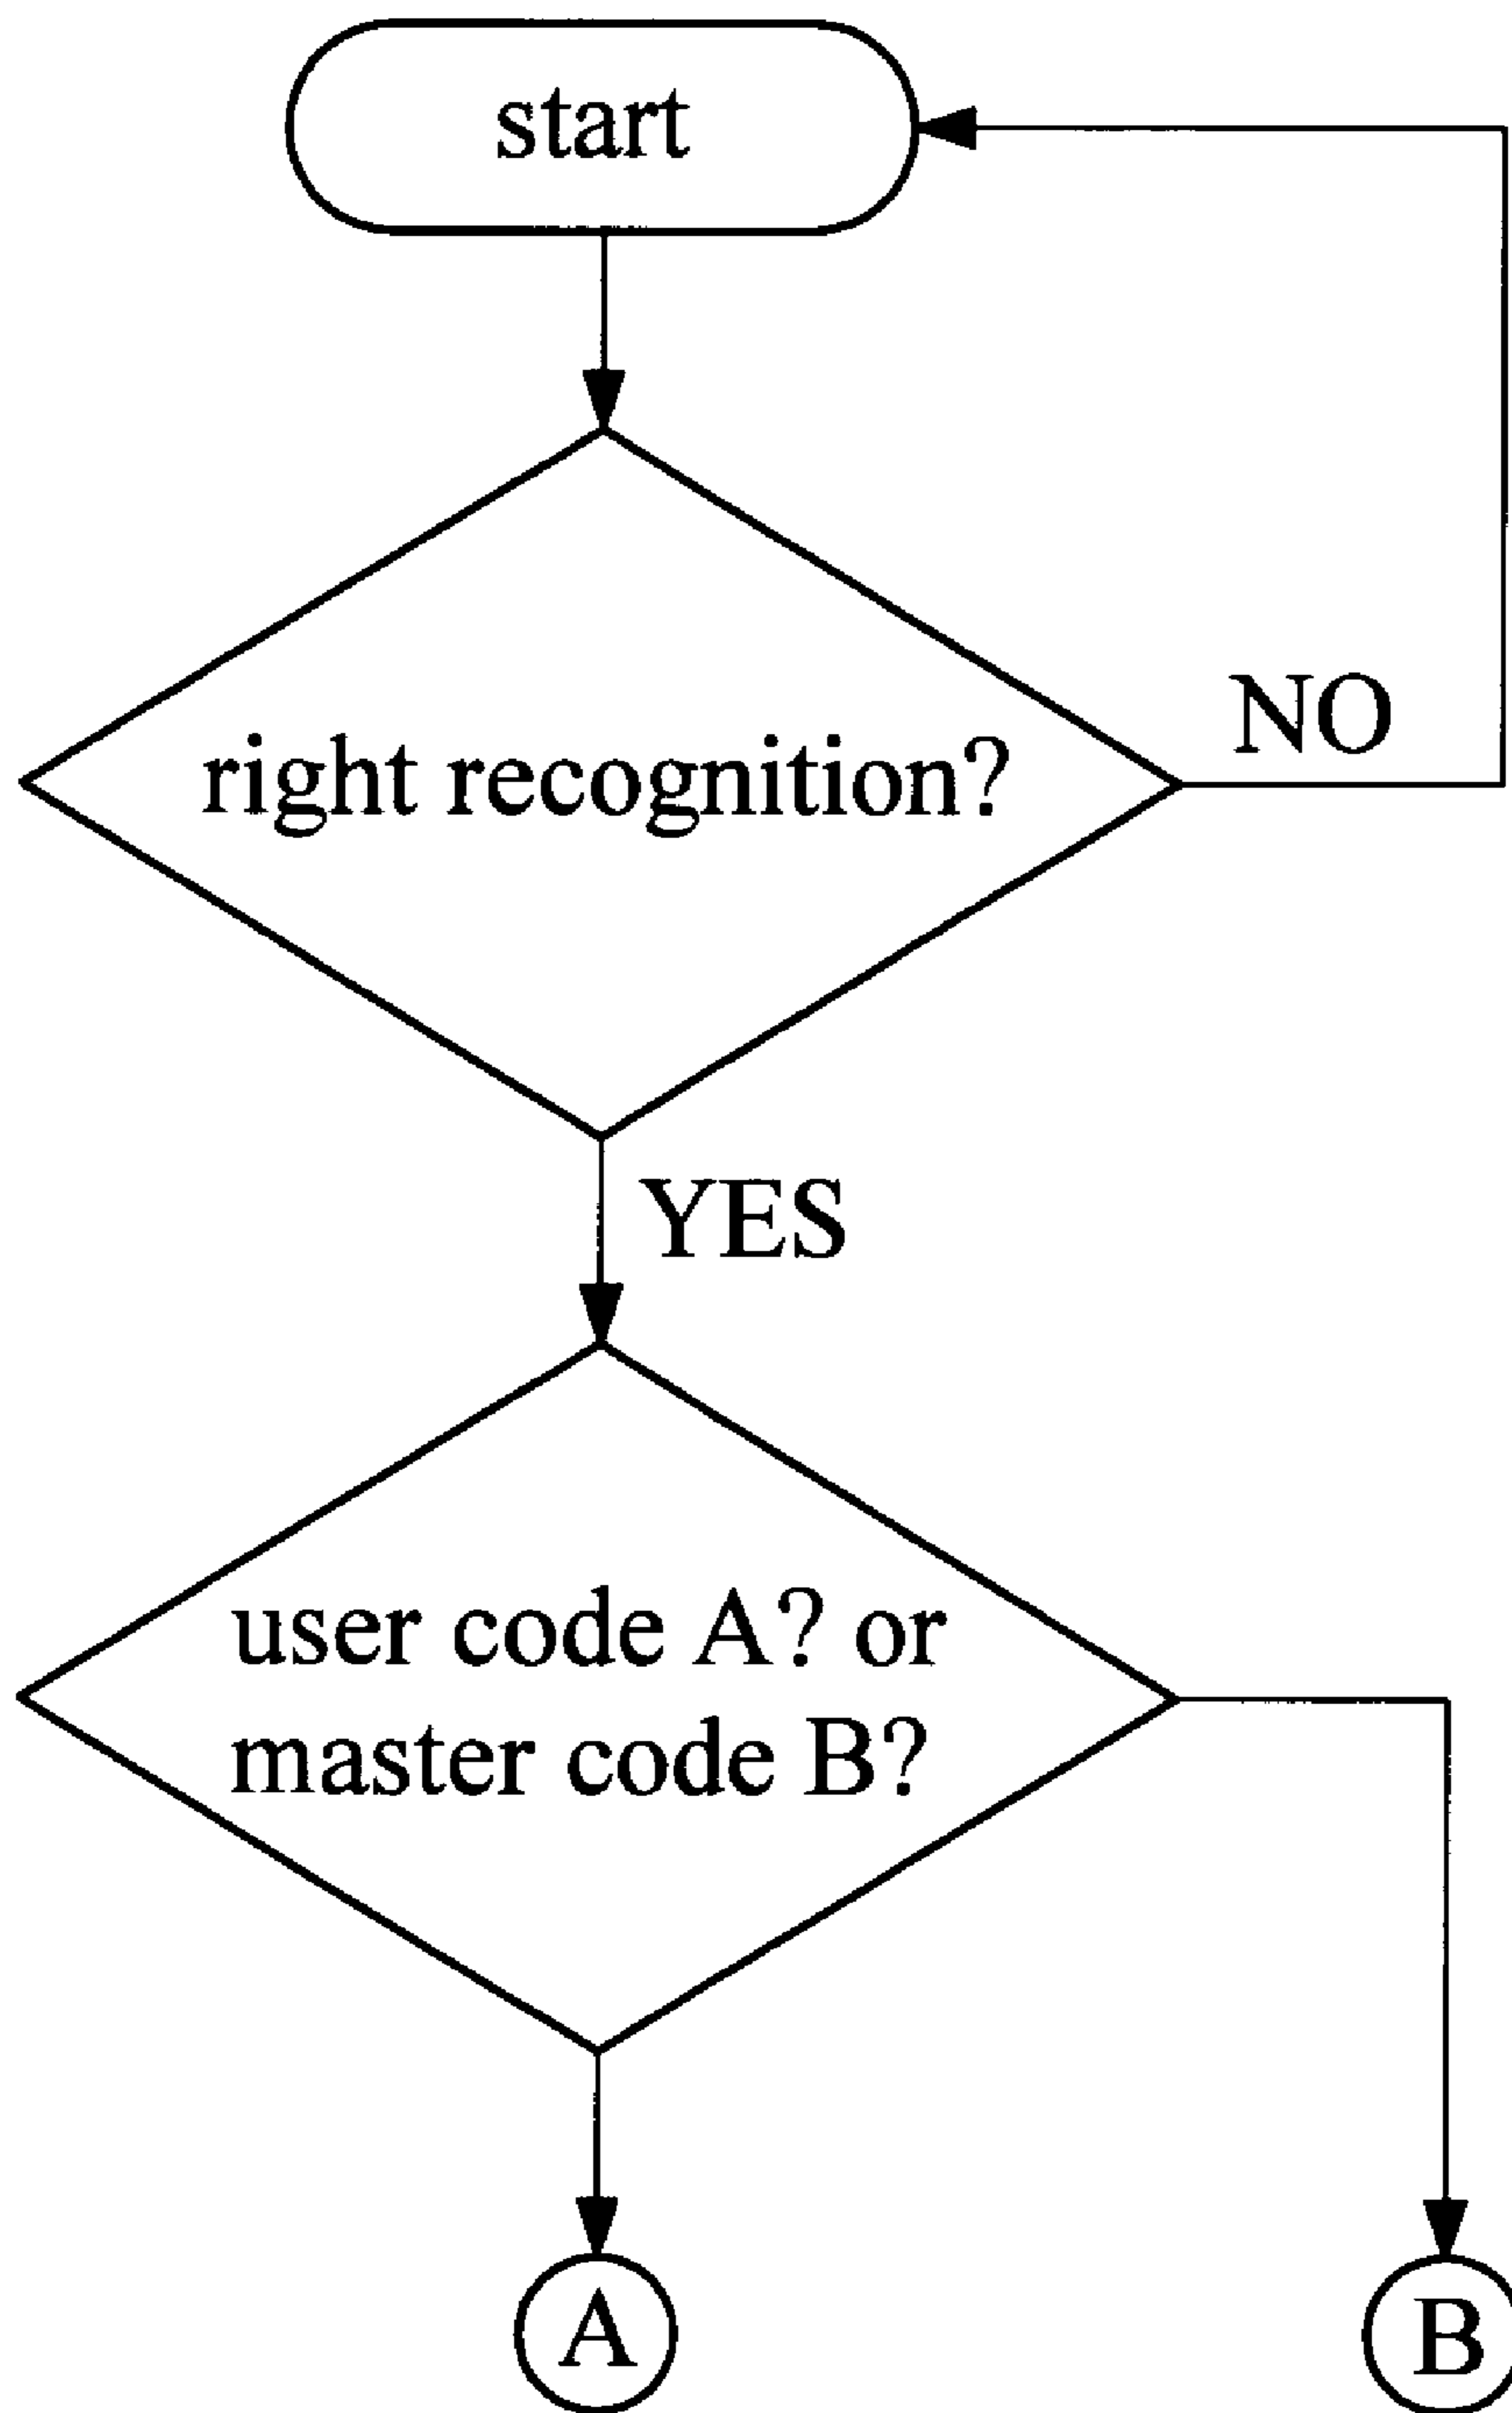 start
right recognition?
NO
YES
user code A? or
master code B?
A
B